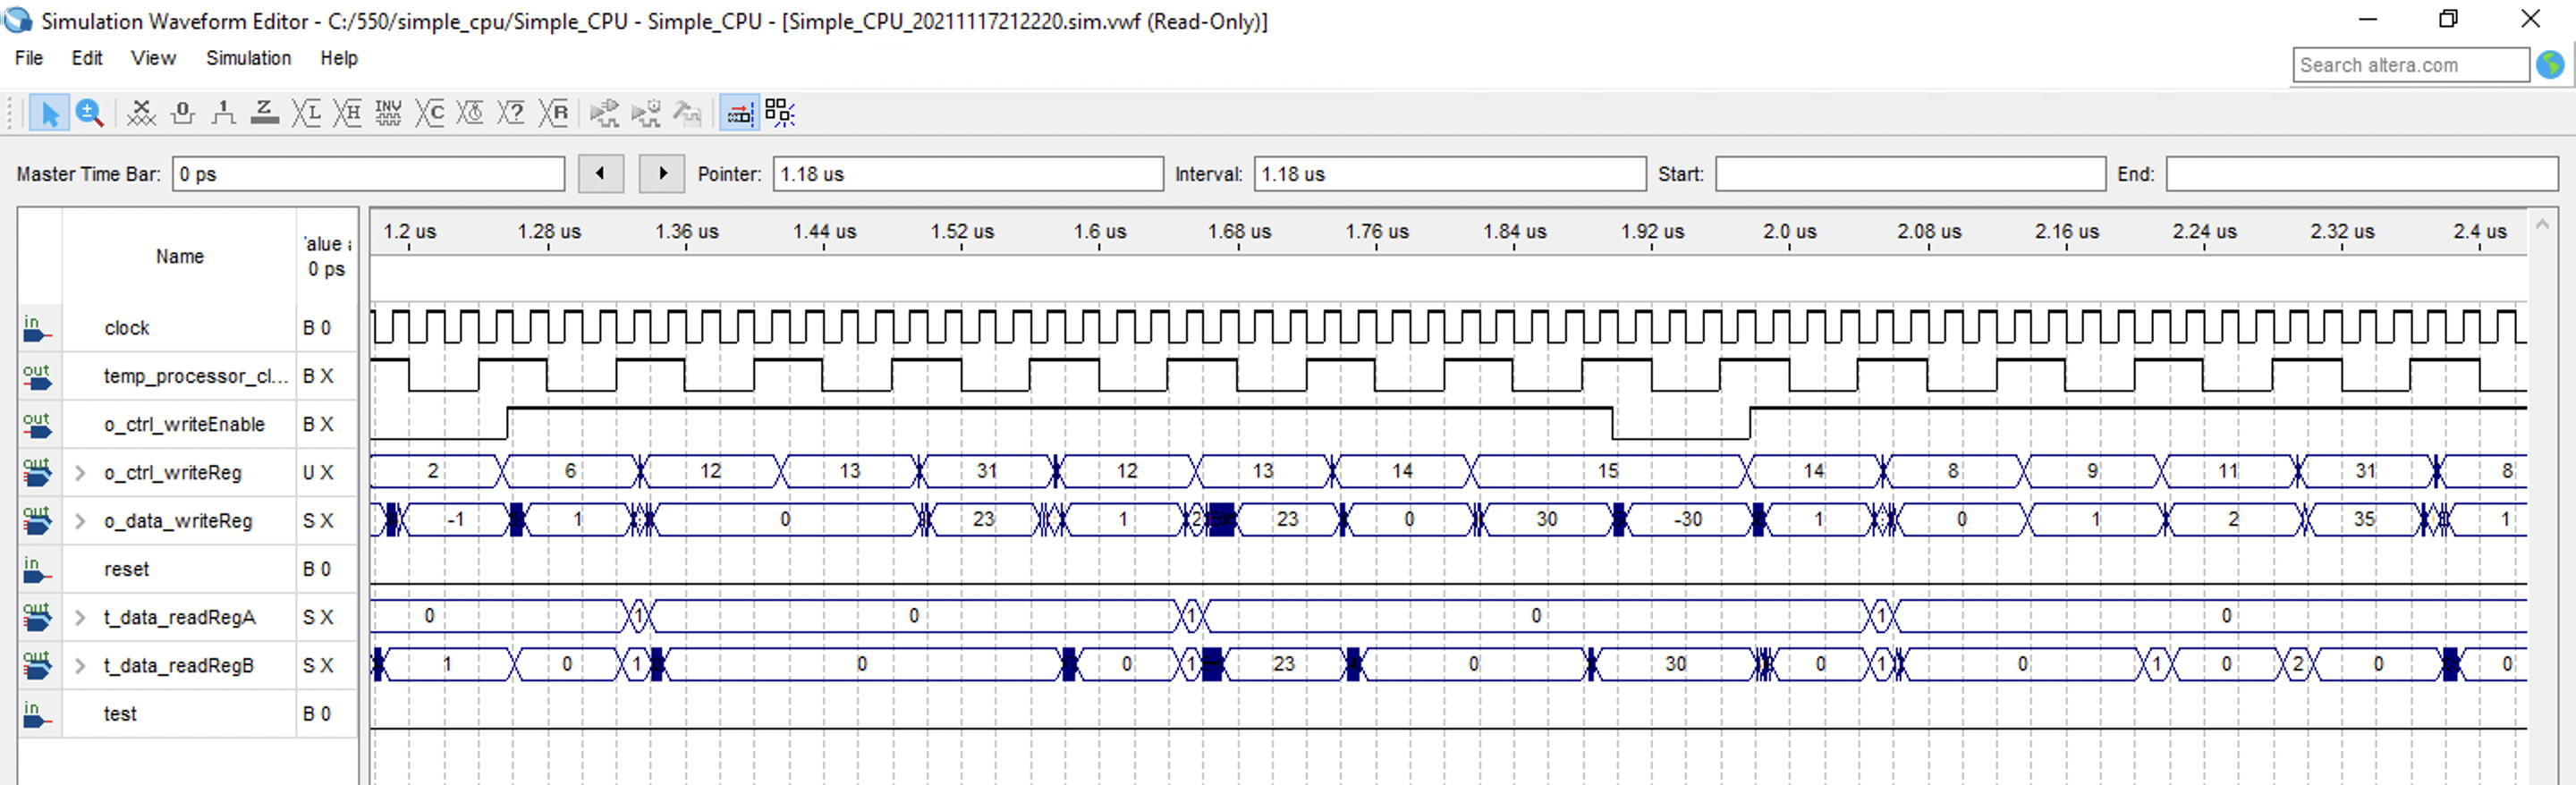 Simulation Waveform Editor - C:/550/simple_cpu/Simple_CPU - Simple_CPU - [Simple_CPU_20211117212220.sim.vwf (Read-Only)]
File Edit View Simulation Help
Search altera.com
Master Time Bar: 0 ps Pointer: 1.18 us Interval: 1.18 us Start: End:
Name
0 ps
1.2 us 1.28 us 1.36 us 1.44 us 1.52 us 1.6 us 1.68 us 1.76 us 1.84 us 1.92 us 2.0 us 2.08 us 2.16 us 2.24 us 2.32 us 2.4 us
in clock B 0
out temp_processor_cl... B X
out o_ctrl_writeEnable B X
out o_ctrl_writeReg U X 2 6 12 13 31 12 13 14 15 14 8 9 11 31 8
out o_data_writeReg S X -1 1 0 23 1 2 23 0 30 -30 1 0 1 2 35 1
in reset B 0
out t_data_readRegA S X 0 1 0 1 0 1 0
out t_data_readRegB S X 1 0 1 0 0 1 23 0 30 0 1 0 1 0 2 0 0
in test B 0